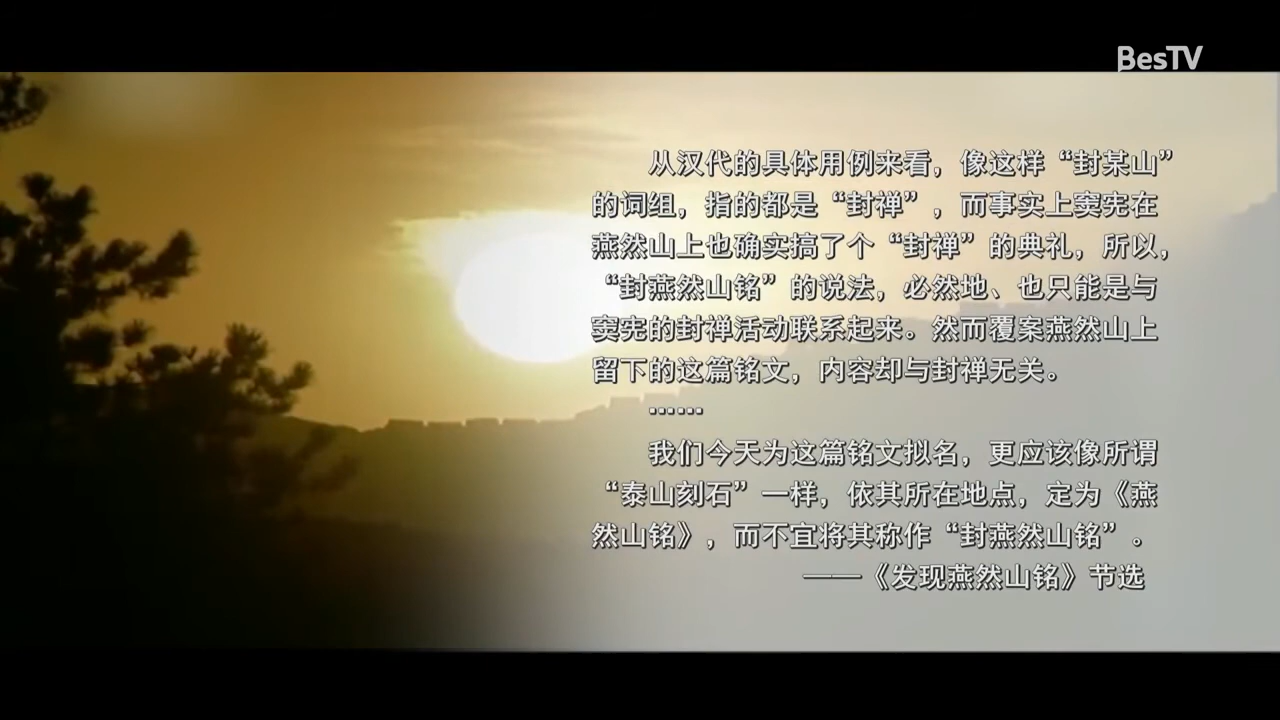 BesTV
从汉代的具体用例来看，像这样“封某山”
的词组，指的都是“封禅”，而事实上窦宪在
燕然山上也确实搞了个“封禅”的典礼，所以，
“封燕然山铭”的说法，必然地、也只能是与
窦宪的封禅活动联系起来。然而覆案燕然山上
留下的这篇铭文，内容却与封禅无关。
……
我们今天为这篇铭文拟名，更应该像所谓
“泰山刻石”一样，依其所在地点，定为《燕
然山铭》，而不宜将其称作“封燕然山铭”。
——《发现燕然山铭》节选